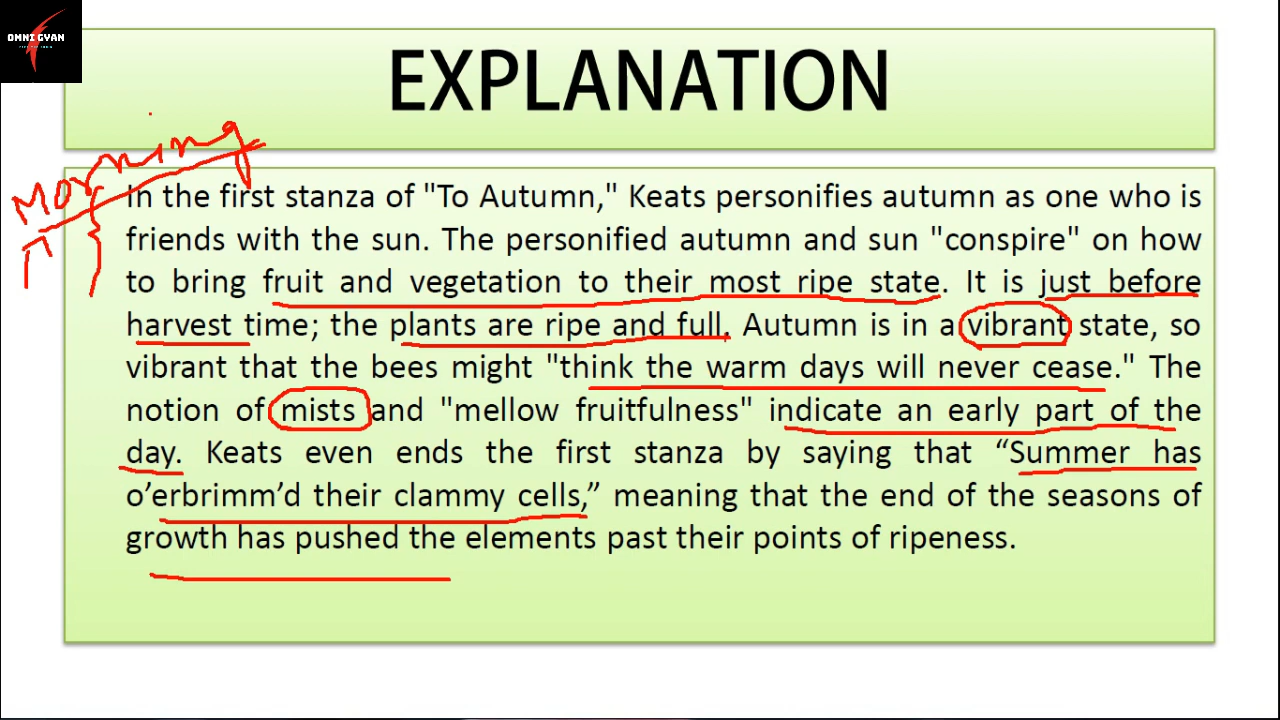 OMNI GYAN
EXPLANATION
Morning
In the first stanza of "To Autumn," Keats personifies autumn as one who is
friends with the sun. The personified autumn and sun "conspire" on how
to bring fruit and vegetation to their most ripe state. It is just before
harvest time; the plants are ripe and full. Autumn is in a vibrant state, so
vibrant that the bees might "think the warm days will never cease." The
notion of mists and "mellow fruitfulness" indicate an early part of the
day. Keats even ends the first stanza by saying that “Summer has
o’erbrimm’d their clammy cells,” meaning that the end of the seasons of
growth has pushed the elements past their points of ripeness.